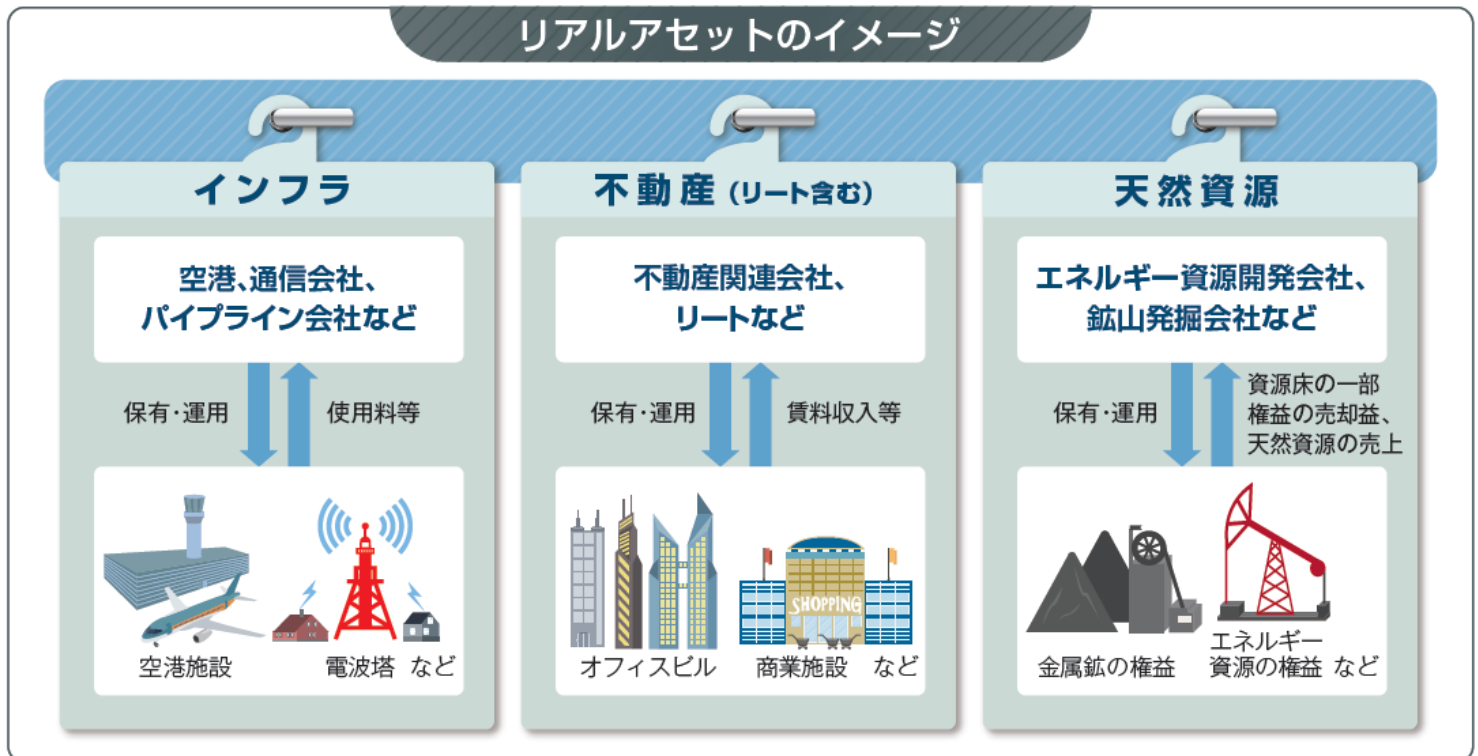 リアルアセットのイメージ
インフラ
空港、通信会社、
パイプライン会社など
保有・運用
使用料等
空港施設
電波塔 など
不動産（リート含む）
不動産関連会社、
リートなど
保有・運用
賃料収入等
SHOPPING
オフィスビル
商業施設 など
天然資源
エネルギー資源開発会社、
鉱山発掘会社など
保有・運用
資源床の一部
権益の売却益、
天然資源の売上
金属鉱の権益
エネルギー
資源の権益 など